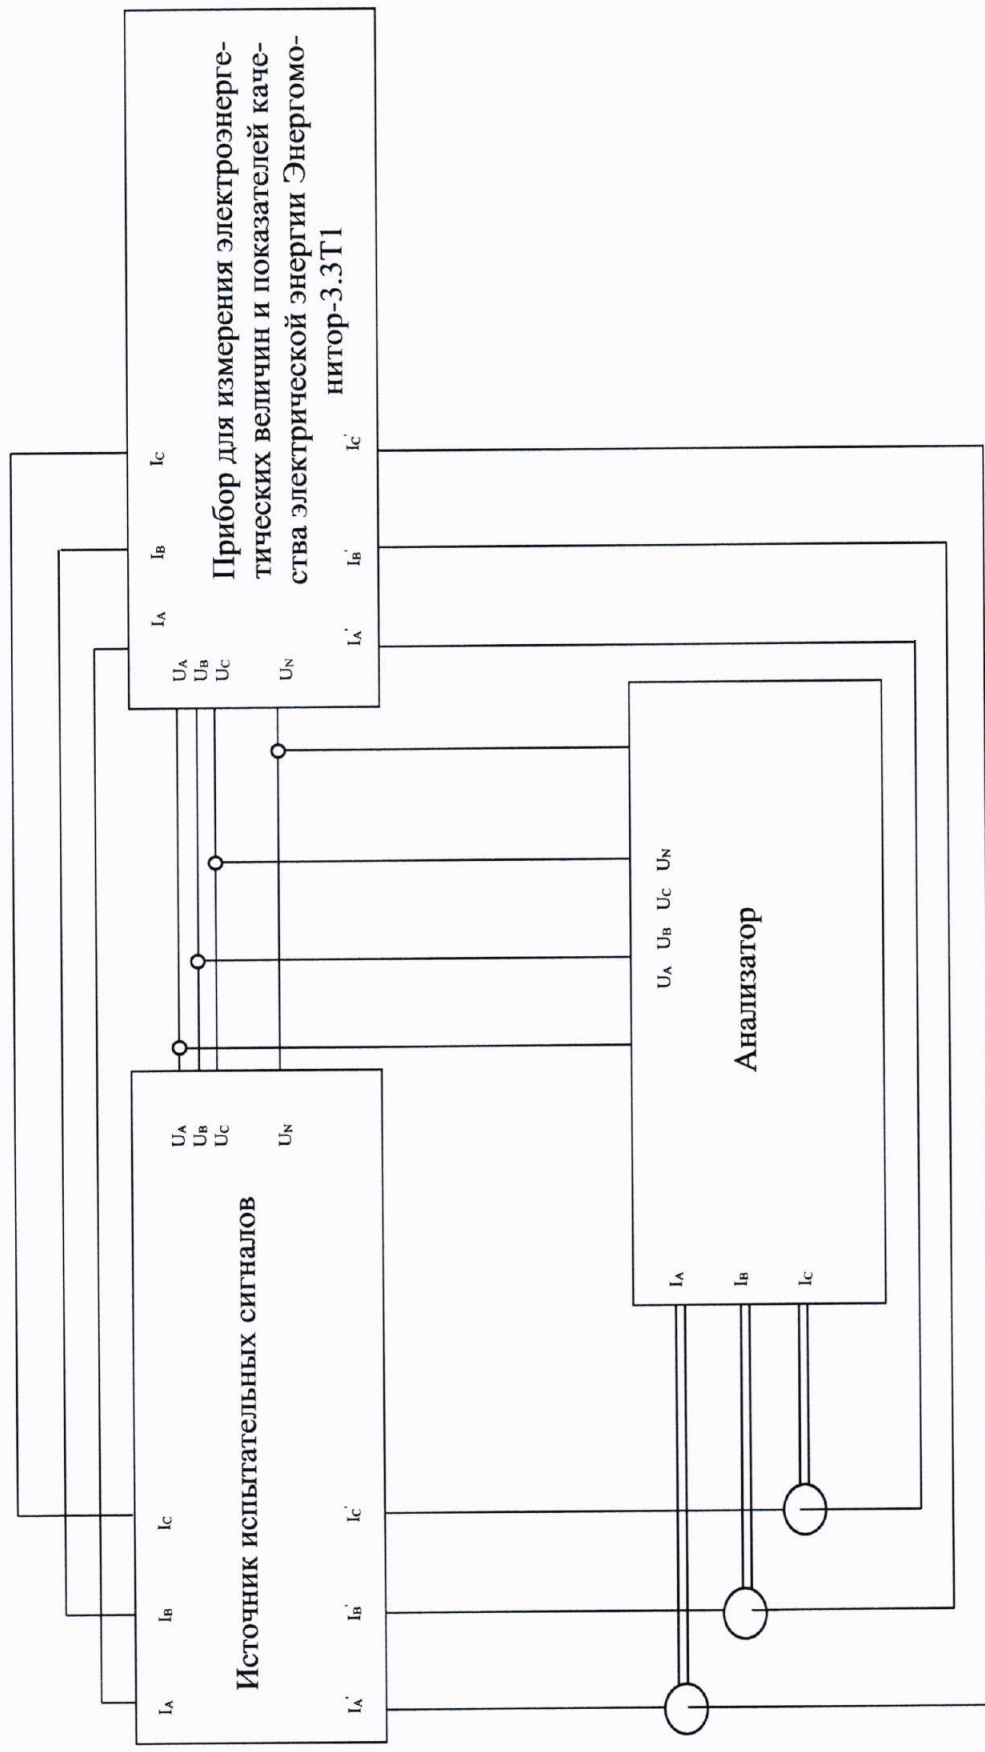 Источник испытательных сигналов
IA
IB
IC
IA'
IB'
IC'
UA
UB
UC
UN
Прибор для измерения электроэнерге-
тических величин и показателей каче-
ства электрической энергии Энергомо-
нитор-3.3Т1
UA
UB
UC
UN
IA
IB
IC
IA'
IB'
IC'
Анализатор
UA UB UC UN
IA
IB
IC